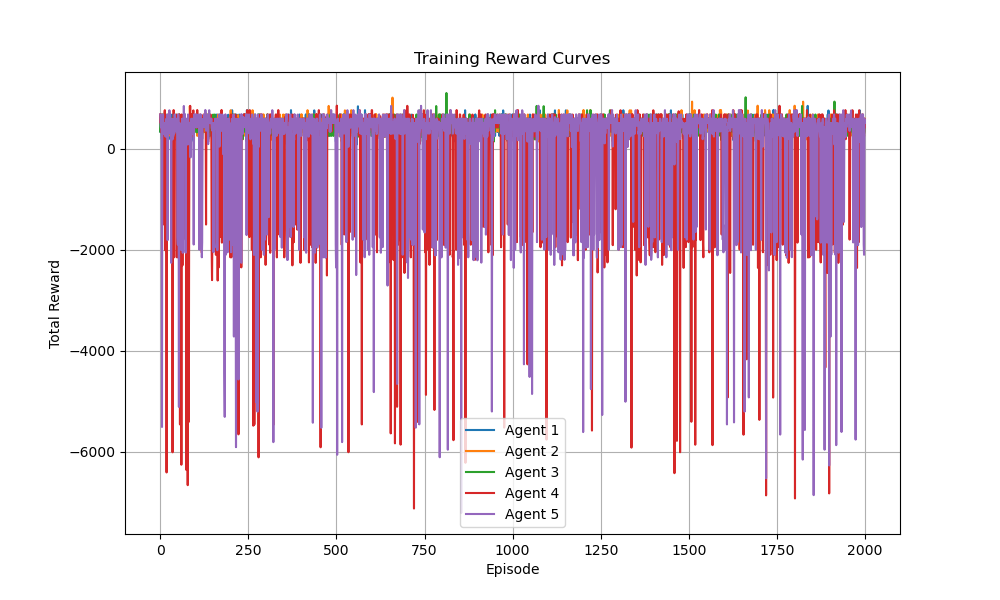 Training Reward Curves
Total Reward
0
−2000
−4000
−6000
Agent 1
Agent 2
Agent 3
Agent 4
Agent 5
0 250 500 750 1000 1250 1500 1750 2000
Episode